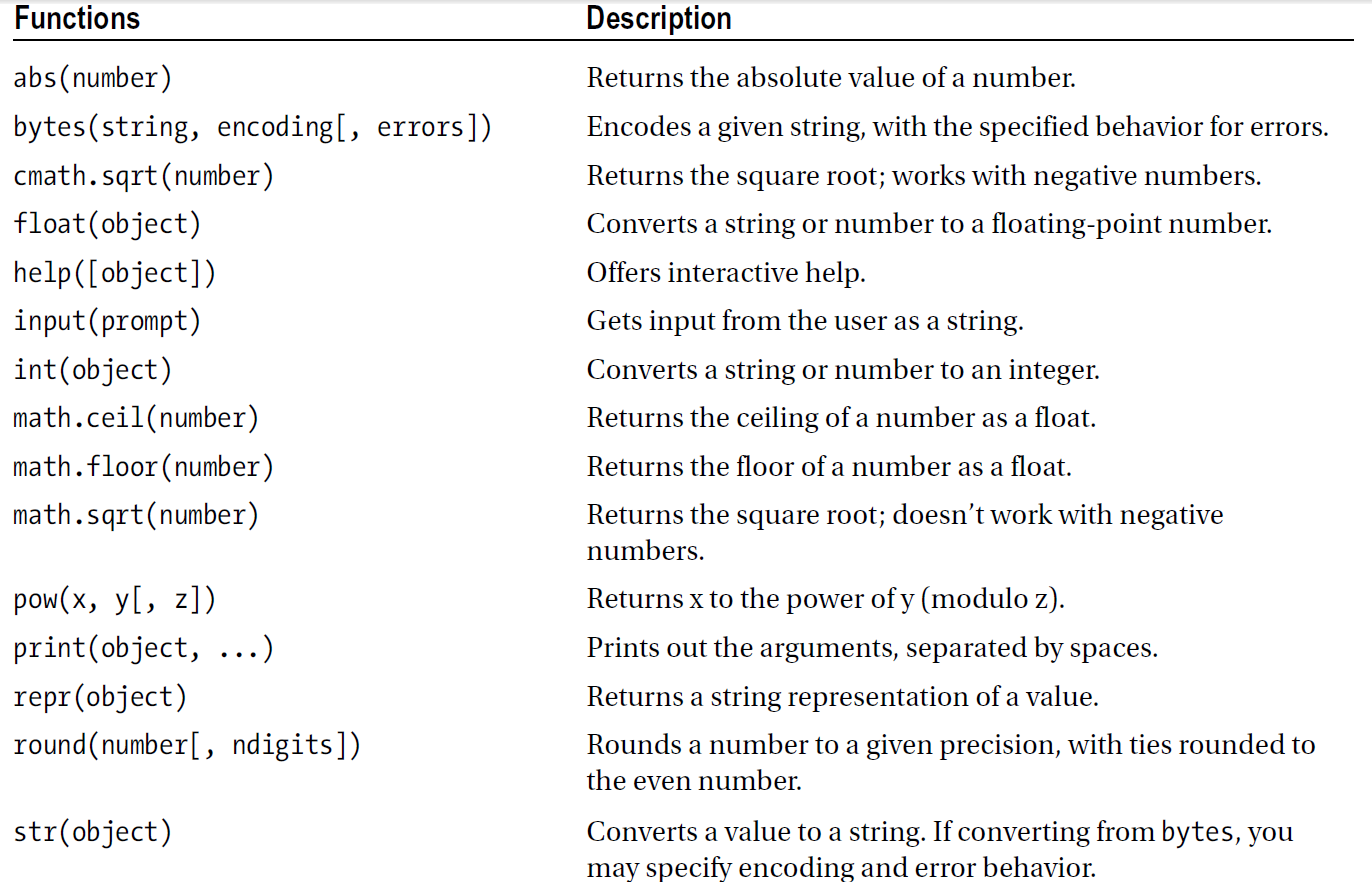 Functions Description
abs(number) Returns the absolute value of a number.
bytes(string, encoding[, errors]) Encodes a given string, with the specified behavior for errors.
cmath.sqrt(number) Returns the square root; works with negative numbers.
float(object) Converts a string or number to a floating-point number.
help([object]) Offers interactive help.
input(prompt) Gets input from the user as a string.
int(object) Converts a string or number to an integer.
math.ceil(number) Returns the ceiling of a number as a float.
math.floor(number) Returns the floor of a number as a float.
math.sqrt(number) Returns the square root; doesn’t work with negative
numbers.
pow(x, y[, z]) Returns x to the power of y (modulo z).
print(object, ...) Prints out the arguments, separated by spaces.
repr(object) Returns a string representation of a value.
round(number[, ndigits]) Rounds a number to a given precision, with ties rounded to
the even number.
str(object) Converts a value to a string. If converting from bytes, you
may specify encoding and error behavior.